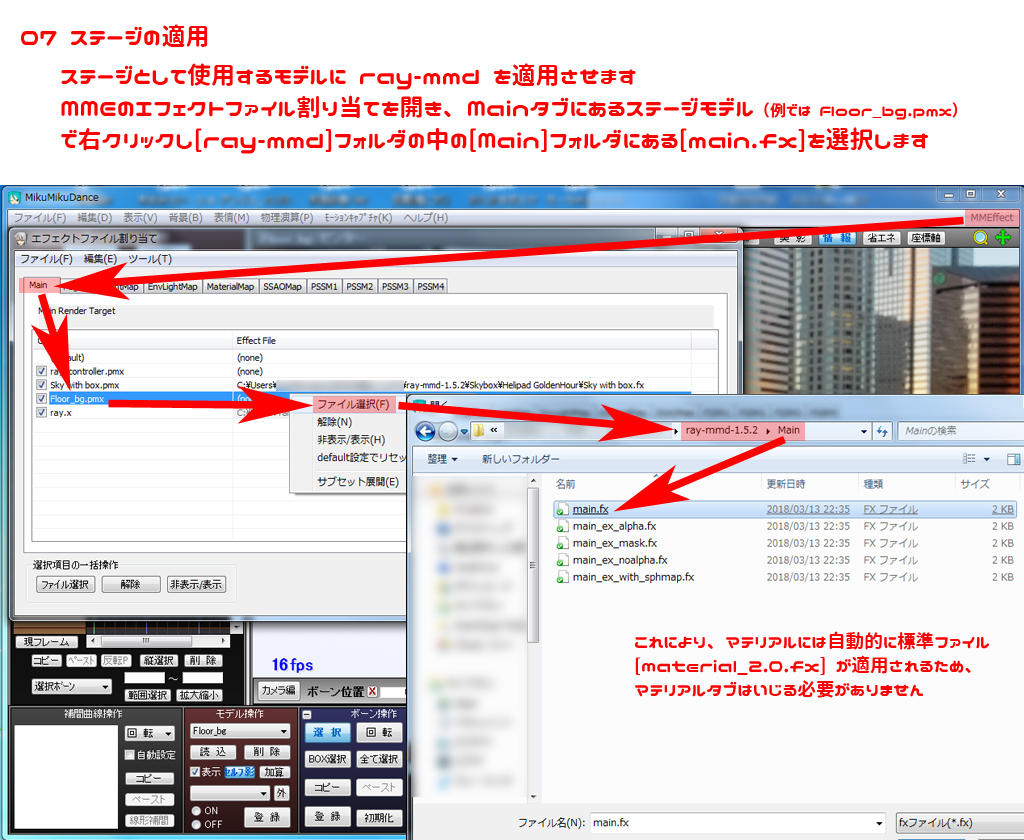 07 ステージの適用
ステージとして使用するモデルに ray-mmd を適用させます
MMEのエフェクトファイル割り当てを開き、Mainタブにあるステージモデル（例では Floor_bg.pmx）
で右クリックし[ray-mmd]フォルダの中の[Main]フォルダにある[main.fx]を選択します
MikuMikuDance
ファイル(F) 編集(D) 表示(V) 背景(B) 表情(M) 物理演算(P) ﾓｰｼｮﾝｷｬﾌﾟﾁｬ(K) ヘルプ(H) MMEffect
エフェクトファイル割り当て
情 報 省エネ 座標軸
ファイル(F) 編集(E) ツール(T)
Main EnvLightMap MaterialMap SSAOMap PSSM1 PSSM2 PSSM3 PSSM4
Render Target
Effect File
(none)
ray_controller.pmx (none)
Sky with box.pmx C:¥Users¥ ¥ray-mmd-1.5.2¥Skybox¥Helipad GoldenHour¥Sky with box.fx
Floor_bg.pmx
ray.x
ファイル選択(F)
解除(N)
非表示/表示(H)
default設定でリセッ
サブセット展開(E)
選択項目の一括操作
ファイル選択 解除 非表示/表示
開く
«
ray-mmd-1.5.2 Main
Mainの検索
整理 新しいフォルダー
名前 更新日時 種類 サイズ
main.fx 2018/03/13 22:35 FX ファイル 2 KB
main_ex_alpha.fx 2018/03/13 22:35 FX ファイル 2 KB
main_ex_mask.fx 2018/03/13 22:35 FX ファイル 2 KB
main_ex_noalpha.fx 2018/03/13 22:35 FX ファイル 2 KB
main_ex_with_sphmap.fx 2018/03/13 22:35 FX ファイル 2 KB
これにより、マテリアルには自動的に標準ファイル
[material_2.0.fx] が適用されるため、
マテリアルタブはいじる必要がありません
ファイル名(N): main.fx fxファイル(*.fx)
現フレーム
コピー ペースト 反転P 縦選択 削 除
選択ボーン ～ 範囲選択 拡大縮小
16fps
カメラ編 ボーン位置 X
補間曲線操作
回 転
自動設定
コピー
ペースト
線形補間
モデル操作
Floor_bg
読 込 削 除
表示 セルフ影 加算
外
ON
OFF
登 録
ボーン操作
選 択 回 転
BOX選択 全て選択
コピー ペースト
登 録 初期化